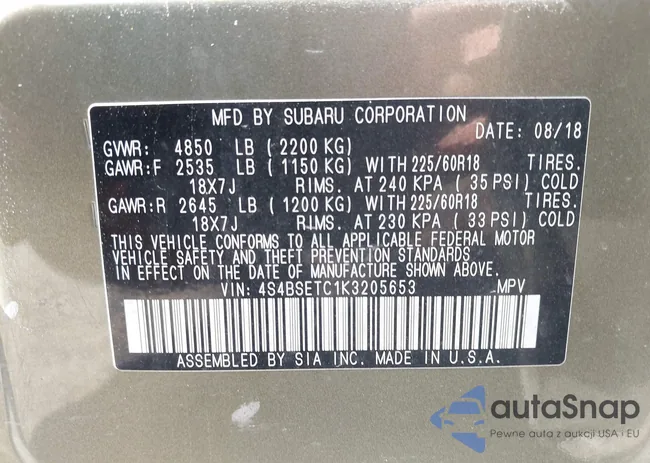 MFD. BY SUBARU CORPORATION
DATE: 08/18
GVWR: 4850 LB (2200 KG)
GAWR:F 2535 LB (1150 KG) WITH 225/60R18 TIRES.
18X7J RIMS. AT 240 KPA (35 PSI) COLD
GAWR:R 2645 LB (1200 KG) WITH 225/60R18 TIRES.
18X7J RIMS. AT 230 KPA (33 PSI) COLD
THIS VEHICLE CONFORMS TO ALL APPLICABLE FEDERAL MOTOR
VEHICLE SAFETY AND THEFT PREVENTION STANDARDS
IN EFFECT ON THE DATE OF MANUFACTURE SHOWN ABOVE.
VIN: 4S4BSETC1K3205653 MPV
ASSEMBLED BY SIA INC. MADE IN U.S.A.
autaSnap
Pewne auta z aukcji USA i EU